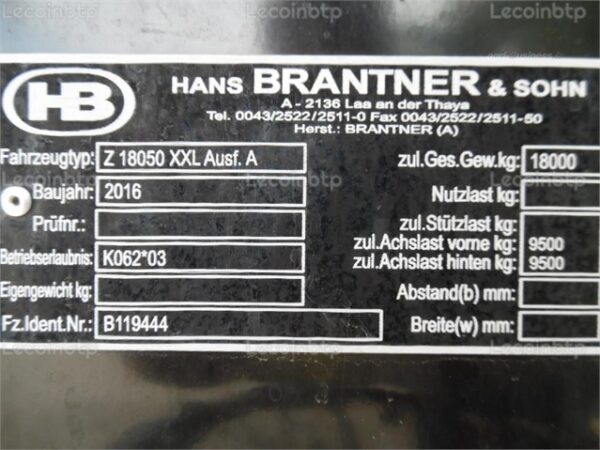 Lecoinbtp Lecoinbtp Lecoinbtp
HB
HANS BRANTNER & SOHN
A - 2136 Laa an der Thaya
Tel. 0043/2522/2511-0 Fax 0043/2522/2511-50
Herst.: BRANTNER (A)
Fahrzeugtyp: Z 18050 XXL Ausf. A
zul.Ges.Gew.kg: 18000
Baujahr: 2016
Nutzlast kg:
Prüfnr.:
zul.Stützlast kg:
zul.Achslast vorne kg: 9500
Betriebserlaubnis: K062*03
zul.Achslast hinten kg: 9500
Eigengewicht kg:
Abstand(b) mm:
Fz.Ident.Nr.: B119444
Breite(w) mm:
Lecoinbtp Lecoinbtp Lecoinbtp